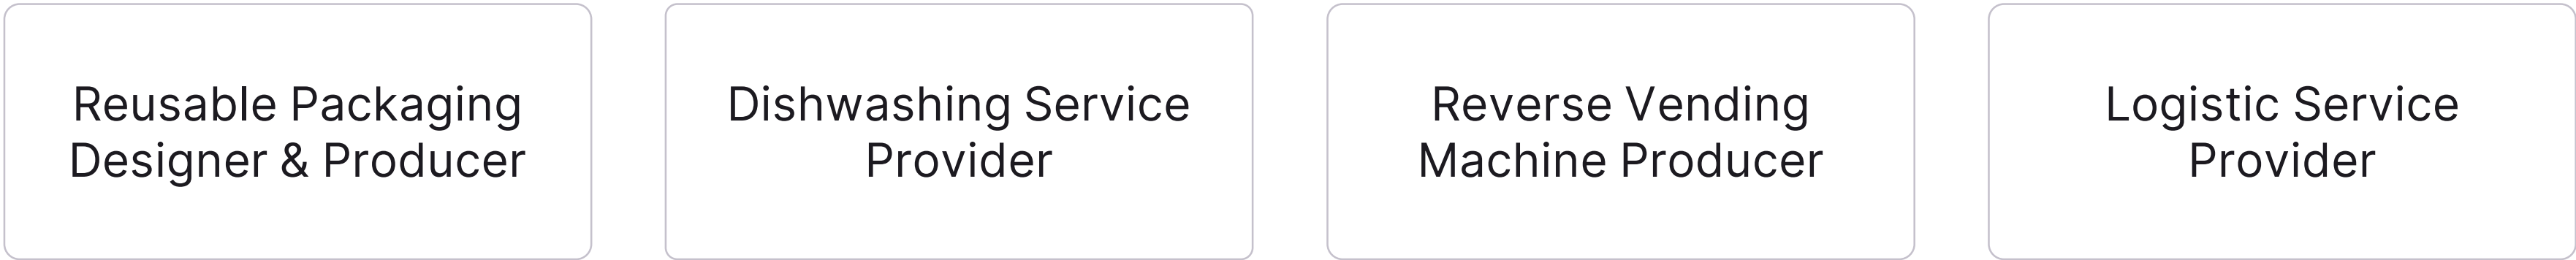 Reusable Packaging
Designer & Producer
Dishwashing Service
Provider
Reverse Vending
Machine Producer
Logistic Service
Provider